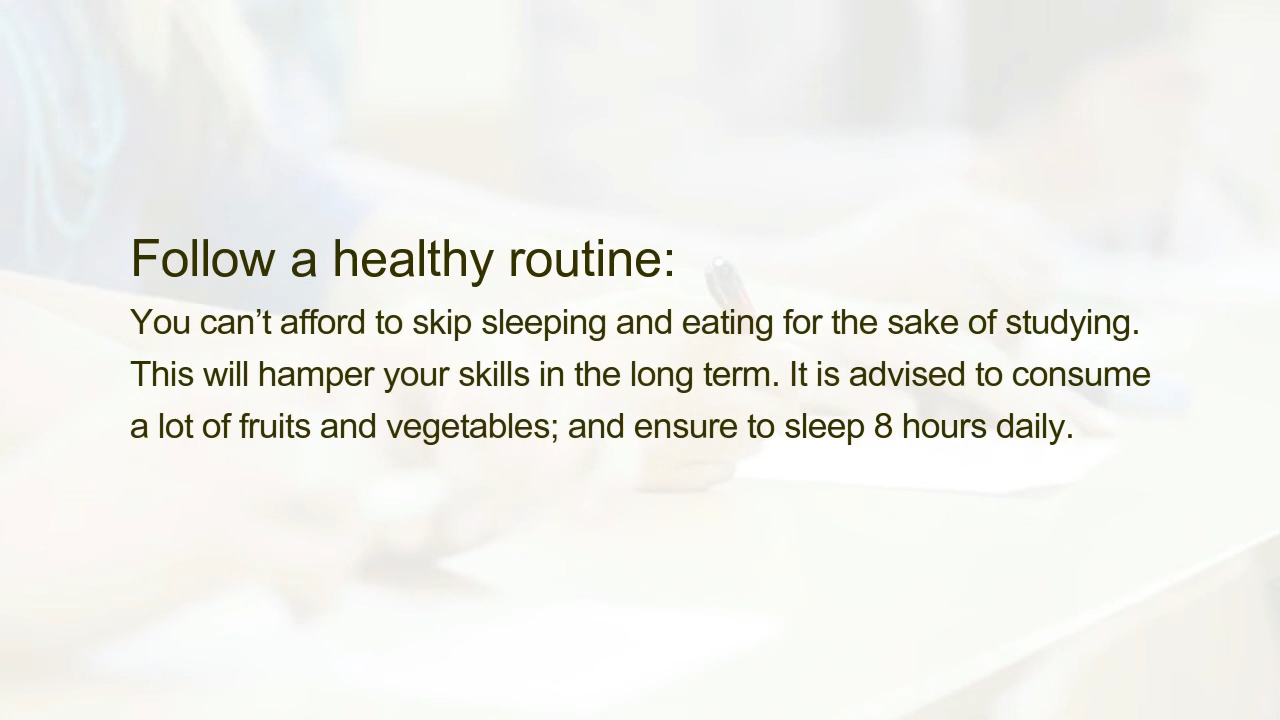 Follow a healthy routine:
You can’t afford to skip sleeping and eating for the sake of studying.
This will hamper your skills in the long term. It is advised to consume
a lot of fruits and vegetables; and ensure to sleep 8 hours daily.